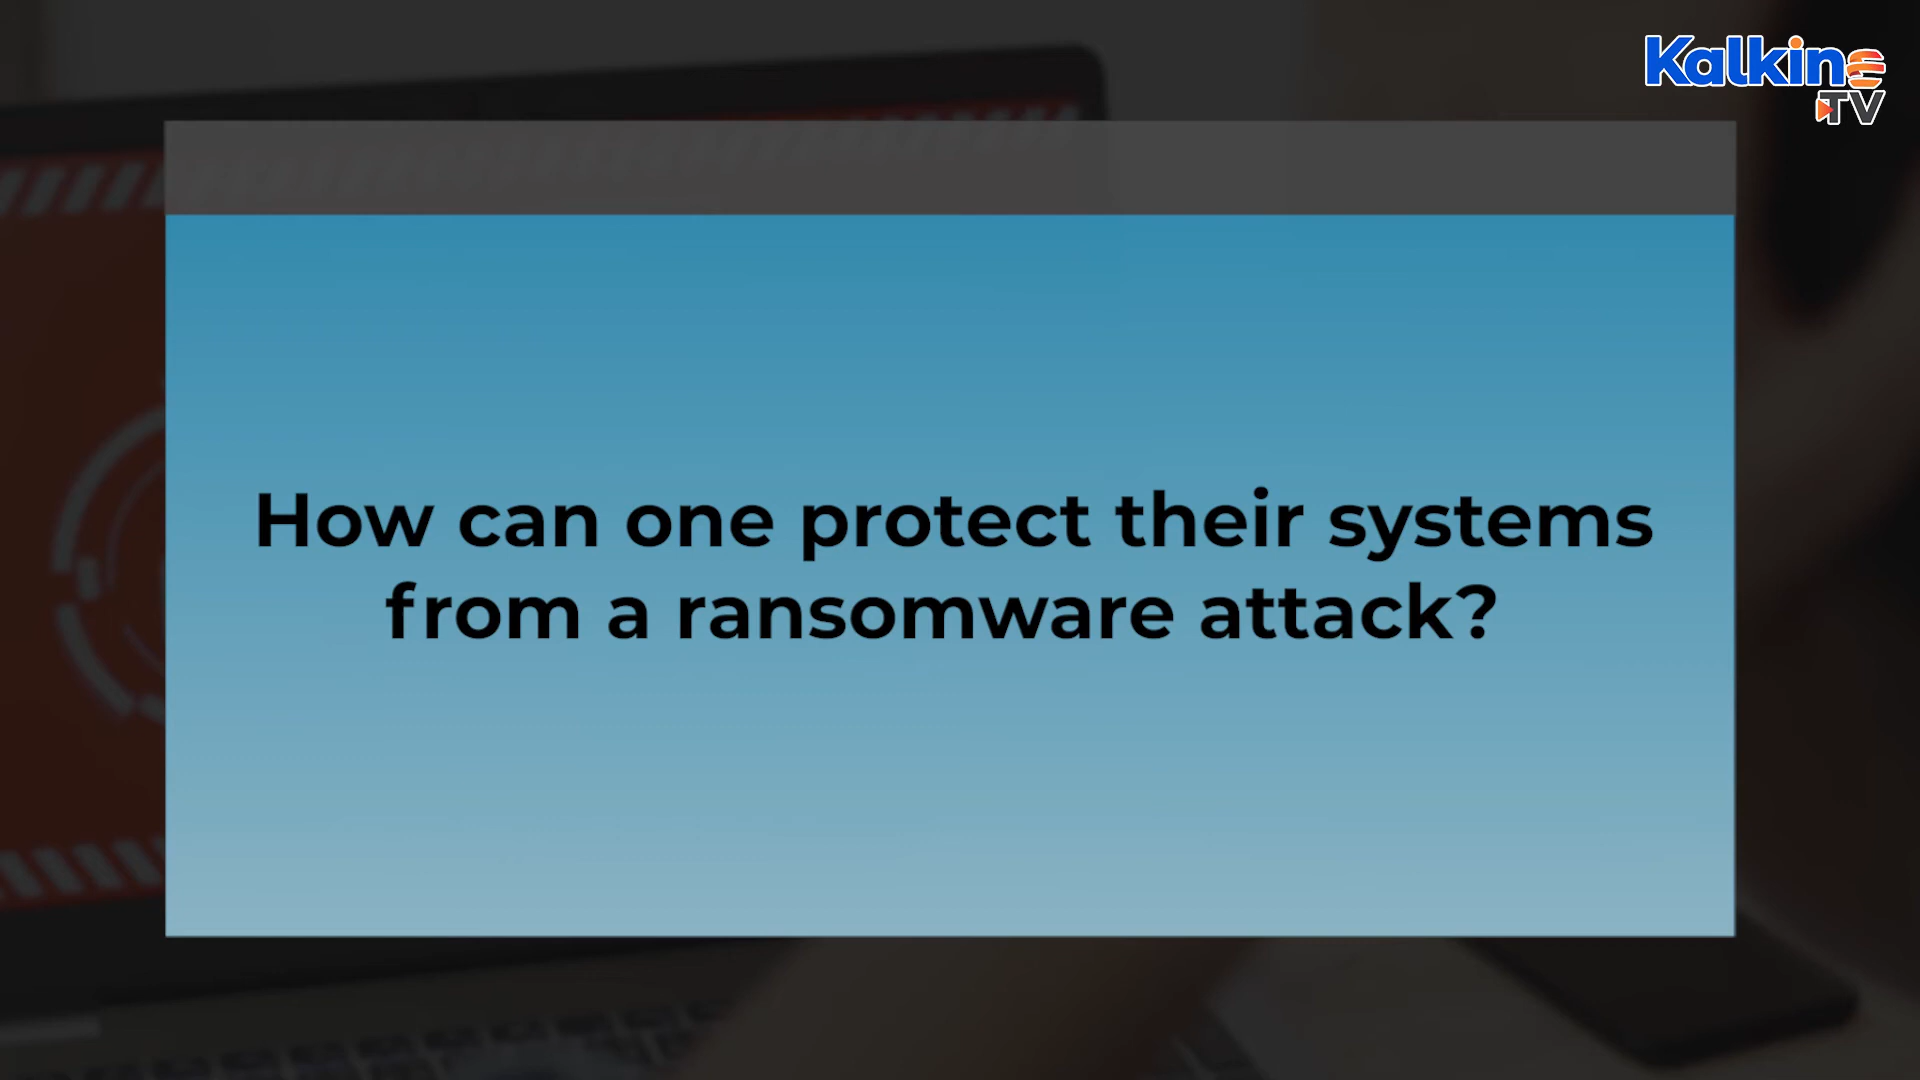 Kalkine
TV
How can one protect their systems
from a ransomware attack?